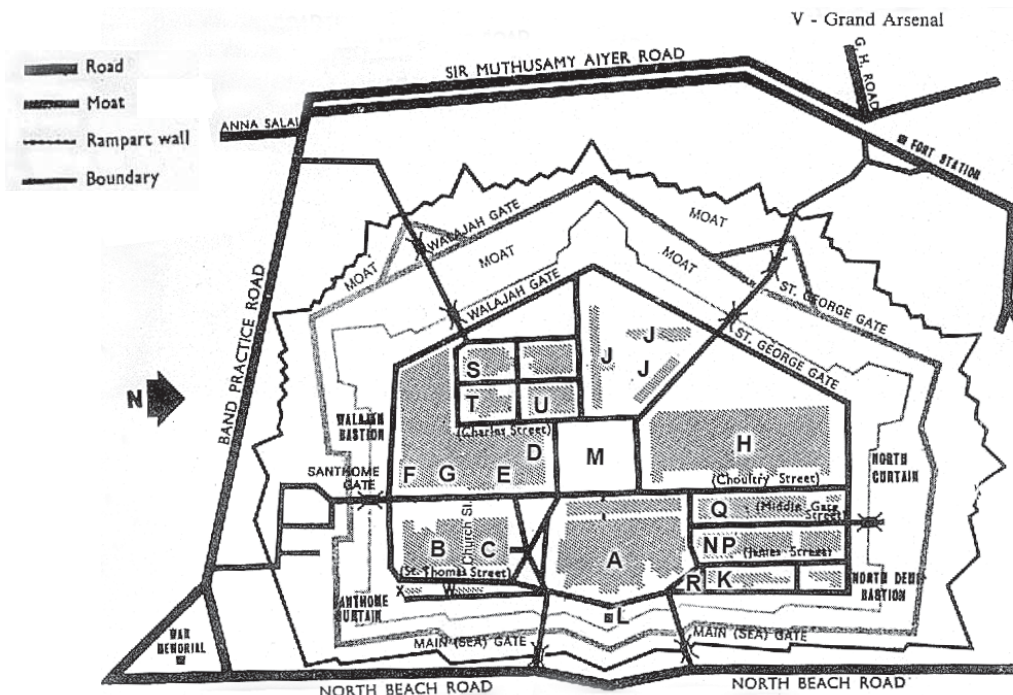 V - Grand Arsenal
Road
Moat
Rampart wall
Boundary
SIR MUTHUSAMY AIYER ROAD
G. H. ROAD
ANNA SALAI
FORT STATION
MOAT
WALAJAH GATE
MOAT
MOAT
MOAT
ST. GEORGE GATE
WALAJAH GATE
ST. GEORGE GATE
BAND PRACTICE ROAD
N
J
J
J
S
T
U
(Charles Street)
WALAJAH
BASTION
SANTHOME
GATE
F
G
E
D
M
H
(Choultry Street)
NORTH
CURTAIN
Q
(Middle Gate
Street)
B
C
Church St.
A
NP
(James Street)
(St. Thomas Street)
X
W
R
K
L
NORTH DEMI
BASTION
SANTHOME
CURTAIN
MAIN (SEA) GATE
MAIN (SEA) GATE
WAR
MEMORIAL
NORTH BEACH ROAD
NORTH BEACH ROAD